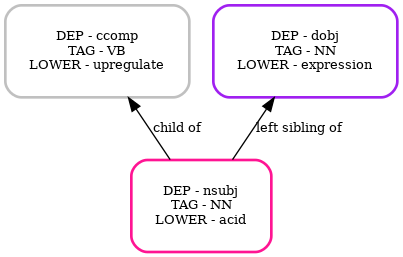 DEP - ccomp
TAG - VB
LOWER - upregulate
DEP - dobj
TAG - NN
LOWER - expression
child of
left sibling of
DEP - nsubj
TAG - NN
LOWER - acid